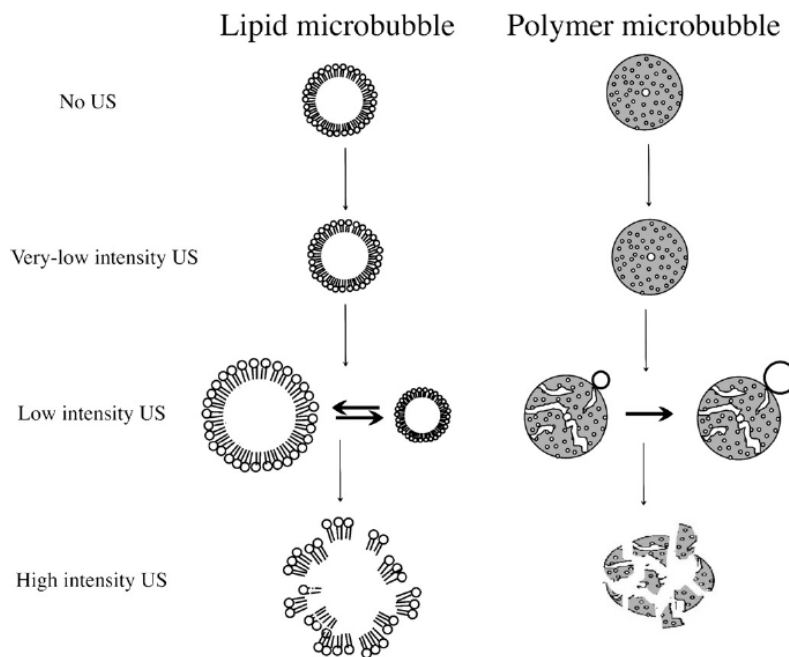 Lipid microbubble
Polymer microbubble
No US
Very-low intensity US
Low intensity US
High intensity US